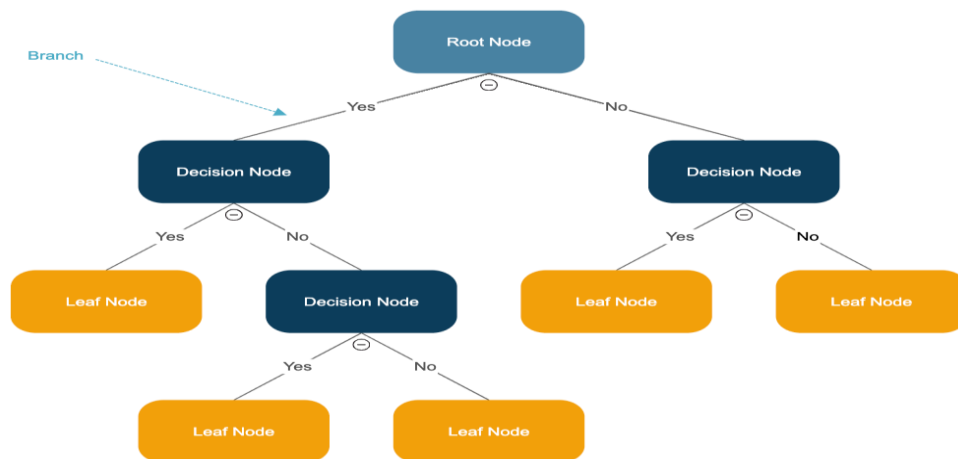 Root Node
Branch
Yes
No
Decision Node
Decision Node
Yes
No
Yes
No
Leaf Node
Decision Node
Leaf Node
Leaf Node
Yes
No
Leaf Node
Leaf Node